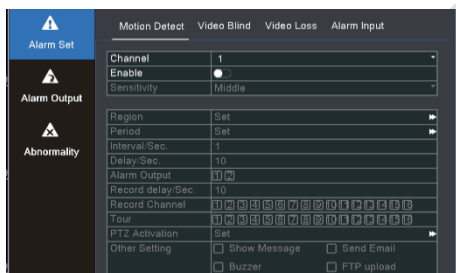 Motion Detect Video Blind Video Loss Alarm Input
Alarm Set
Alarm Output
Abnormality
Channel 1
Enable
Sensitivity Middle
Region Set
Period Set
Interval/Sec. 1
Delay/Sec. 10
Alarm Output 1 2
Record delay/Sec. 10
Record Channel 1 2 3 4 5 6 7 8 9 10 11 12 13 14 15 16
Tour 1 2 3 4 5 6 7 8 9 10 11 12 13 14 15 16
PTZ Activation Set
Other Setting Show Message Send Email
Buzzer FTP upload